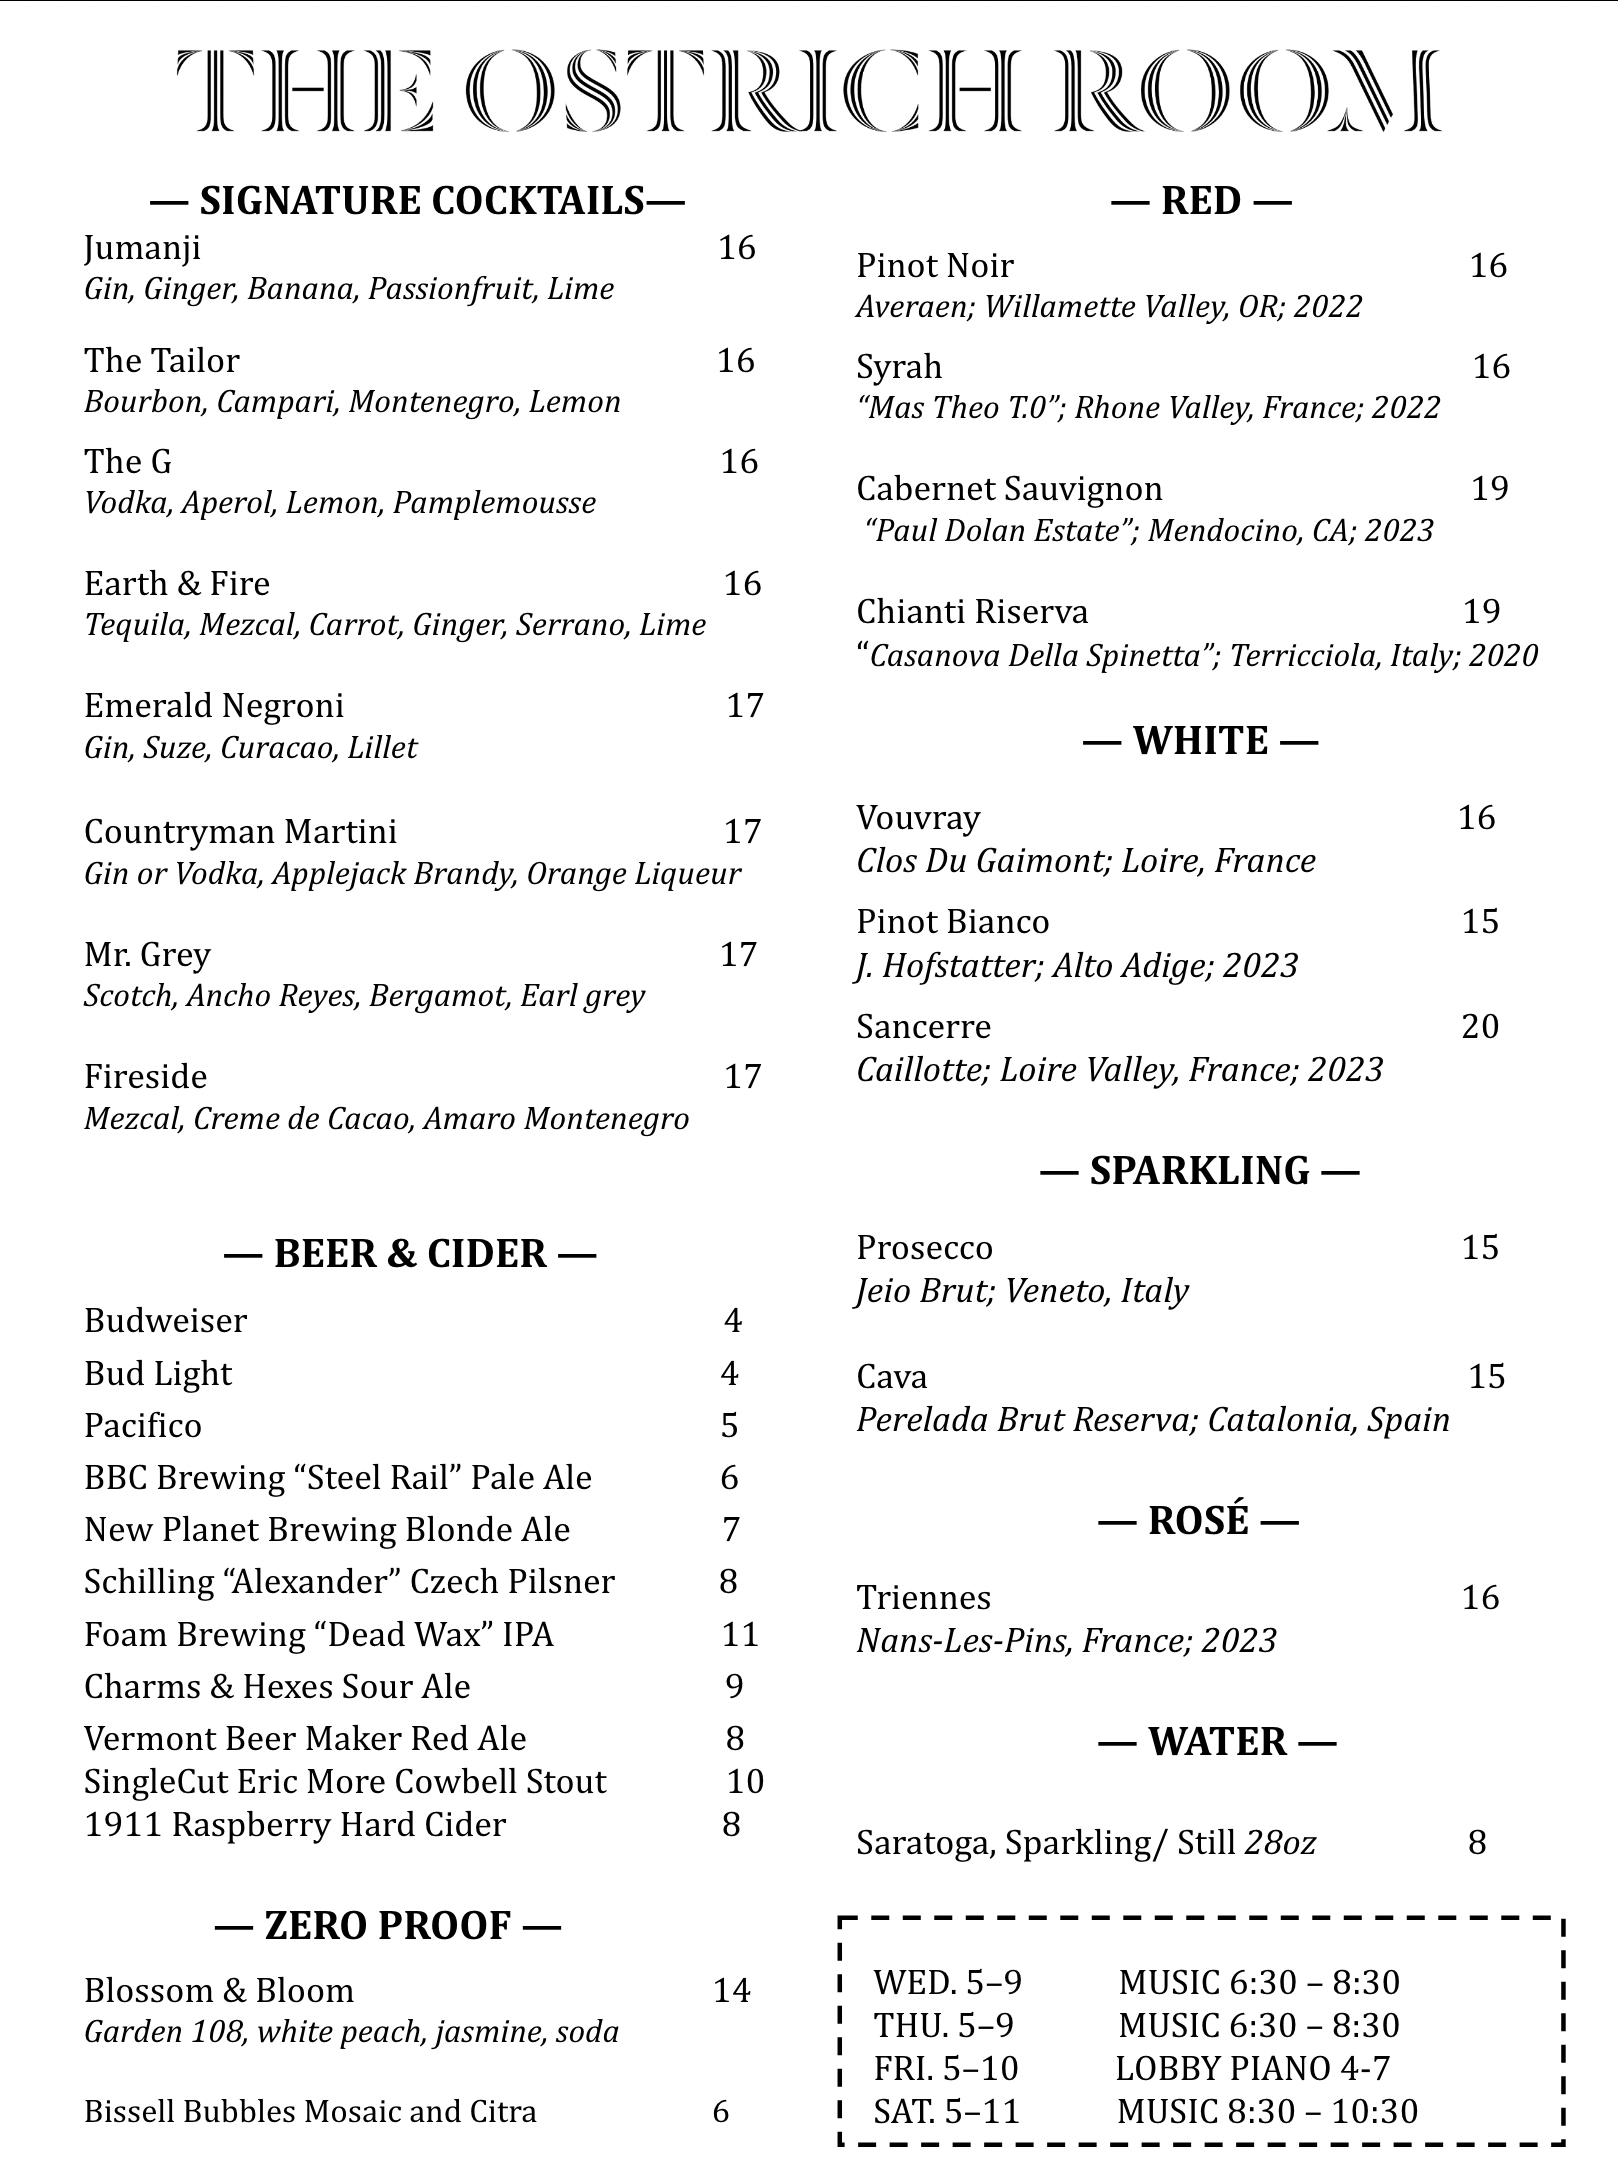 THE OSTRICH ROOM
— SIGNATURE COCKTAILS—
Jumanji 16
Gin, Ginger, Banana, Passionfruit, Lime
The Tailor 16
Bourbon, Campari, Montenegro, Lemon
The G 16
Vodka, Aperol, Lemon, Pamplemousse
Earth & Fire 16
Tequila, Mezcal, Carrot, Ginger, Serrano, Lime
Emerald Negroni 17
Gin, Suze, Curacao, Lillet
Countryman Martini 17
Gin or Vodka, Applejack Brandy, Orange Liqueur
Mr. Grey 17
Scotch, Ancho Reyes, Bergamot, Earl grey
Fireside 17
Mezcal, Creme de Cacao, Amaro Montenegro
— BEER & CIDER —
Budweiser 4
Bud Light 4
Pacifico 5
BBC Brewing “Steel Rail” Pale Ale 6
New Planet Brewing Blonde Ale 7
Schilling “Alexander” Czech Pilsner 8
Foam Brewing “Dead Wax” IPA 11
Charms & Hexes Sour Ale 9
Vermont Beer Maker Red Ale 8
SingleCut Eric More Cowbell Stout 10
1911 Raspberry Hard Cider 8
— ZERO PROOF —
Blossom & Bloom 14
Garden 108, white peach, jasmine, soda
Bissell Bubbles Mosaic and Citra 6
— RED —
Pinot Noir 16
Averaen; Willamette Valley, OR; 2022
Syrah 16
“Mas Theo T.0”; Rhone Valley, France; 2022
Cabernet Sauvignon 19
“Paul Dolan Estate”; Mendocino, CA; 2023
Chianti Riserva 19
“Casanova Della Spinetta”; Terricciola, Italy; 2020
— WHITE —
Vouvray 16
Clos Du Gaimont; Loire, France
Pinot Bianco 15
J. Hofstatter; Alto Adige; 2023
Sancerre 20
Caillotte; Loire Valley, France; 2023
— SPARKLING —
Prosecco 15
Jeio Brut; Veneto, Italy
Cava 15
Perelada Brut Reserva; Catalonia, Spain
— ROSÉ —
Triennes 16
Nans-Les-Pins, France; 2023
— WATER —
Saratoga, Sparkling/ Still 28oz 8
WED. 5–9 MUSIC 6:30 – 8:30
THU. 5–9 MUSIC 6:30 – 8:30
FRI. 5–10 LOBBY PIANO 4-7
SAT. 5–11 MUSIC 8:30 – 10:30